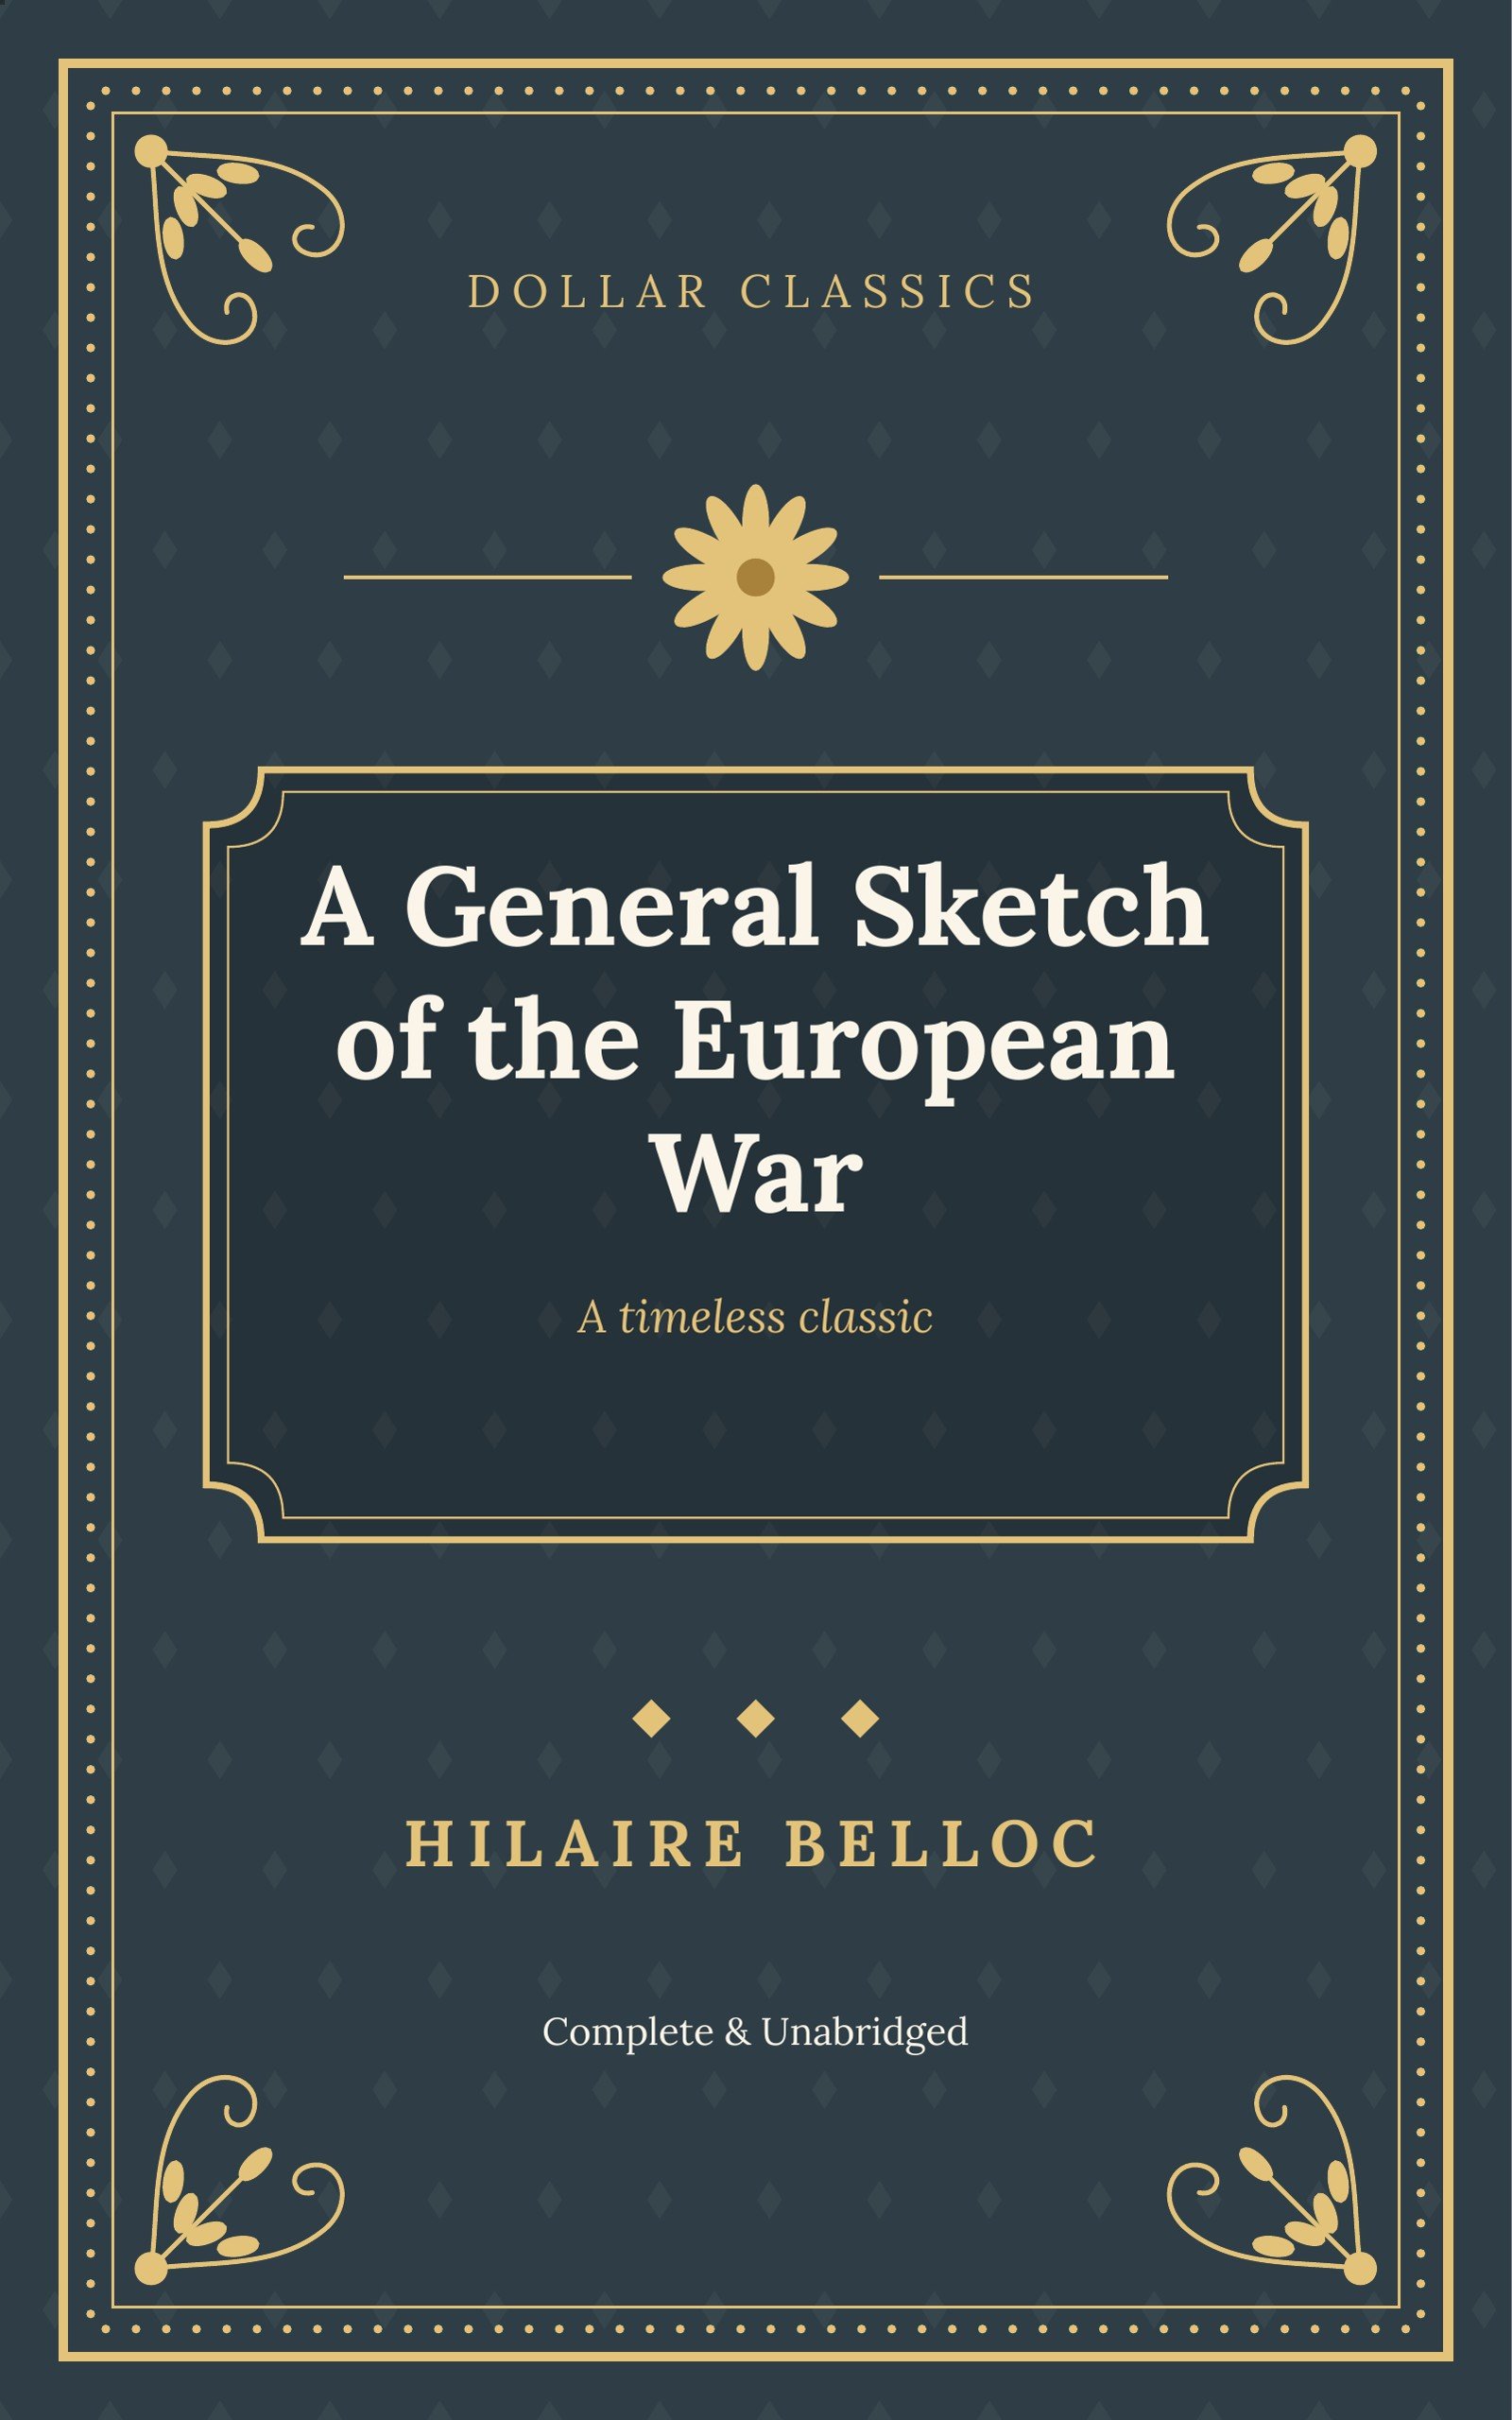 DOLLAR CLASSICS
A General Sketch
of the European
War
A timeless classic
HILAIRE BELLOC
Complete & Unabridged